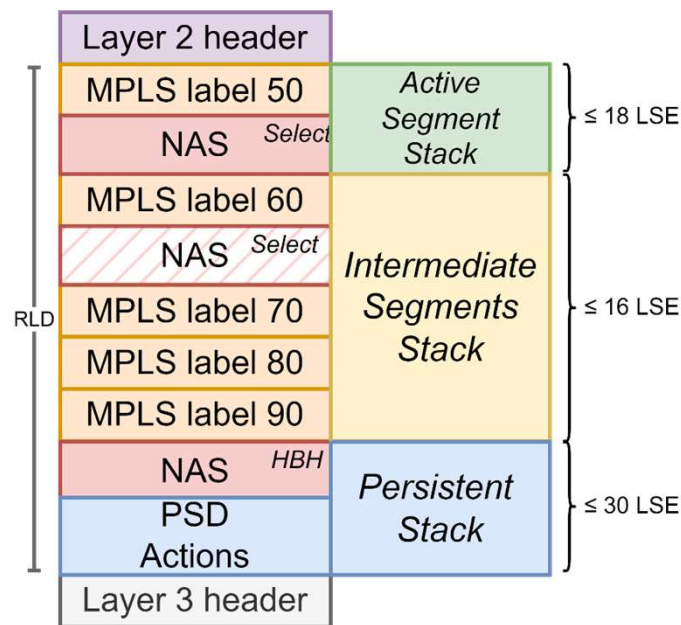 Layer 2 header
MPLS label 50
NAS Select
MPLS label 60
NAS Select
MPLS label 70
MPLS label 80
MPLS label 90
NAS HBH
PSD
Actions
Layer 3 header
RLD
Active
Segment
Stack
Intermediate
Segments
Stack
Persistent
Stack
≤ 18 LSE
≤ 16 LSE
≤ 30 LSE